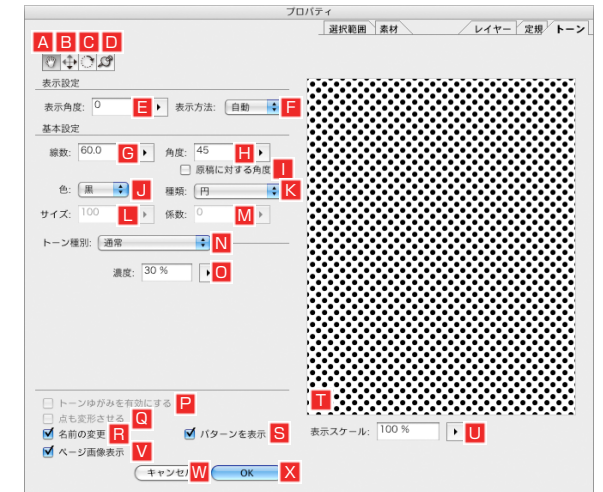 プロパティ
選択範囲 素材 レイヤー 定規 トーン
A B C D
表示設定
表示角度: 0 E 表示方法: 自動 F
基本設定
線数: 60.0 G 角度: 45 H
原稿に対する角度 I
色: 黒 J 種類: 円 K
サイズ: 100 L 係数: 0 M
トーン種別: 通常 N
濃度: 30 % O
トーンゆがみを有効にする P
点も変形させる Q
名前の変更 R パターンを表示 S
ページ画像表示 V
キャンセル W OK X
T
表示スケール: 100 % U